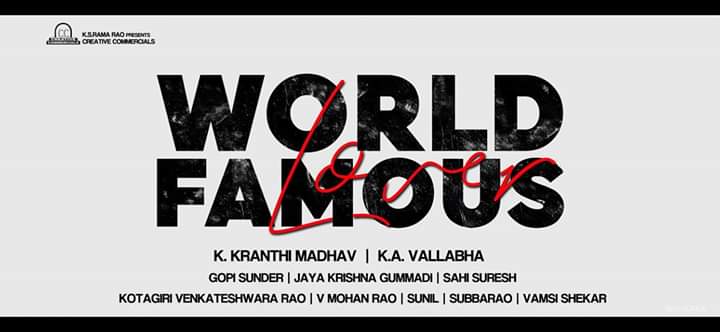 K.S.RAMA RAO PRESENTS
CREATIVE COMMERCIALS
WORLD
Lover
FAMOUS
K. KRANTHI MADHAV | K.A. VALLABHA
GOPI SUNDER | JAYA KRISHNA GUMMADI | SAHI SURESH
KOTAGIRI VENKATESHWARA RAO | V MOHAN RAO | SUNIL | SUBBARAO | VAMSI SHEKAR